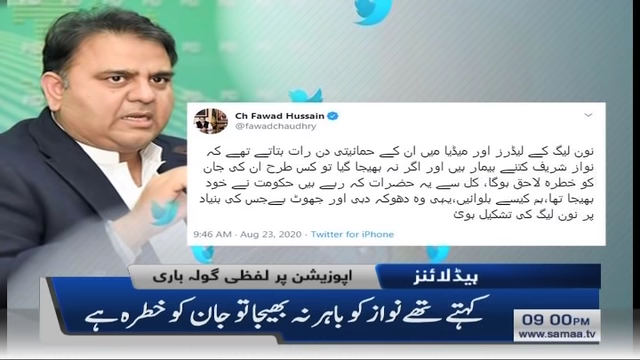 Ch Fawad Hussain
@fawadchaudhry
نون لیگ کے لیڈرز اور میڈیا میں ان کے حمائیتی دن رات بتاتے تھے کہ
نواز شریف کتنے بیمار ہیں اور اگر نہ بھیجا گیا تو کس طرح ان کی جان
کو خطرہ لاحق ہوگا، کل سے یہ حضرات کہ رہے ہیں حکومت نے خود
بھیجا تھا،ہم کیسے بلوائیں،یہی وہ دھوکہ دہی اور جھوٹ ہےجس کی بنیاد
پر نون لیگ کی تشکیل ہوئ
9:46 AM - Aug 23, 2020 · Twitter for iPhone
ہیڈلائنز
اپوزیشن پر لفظی گولہ باری
کہتے تھے نواز کو باہر نہ بھیجا تو جان کو خطرہ ہے
09:00PM
www.samaa.tv